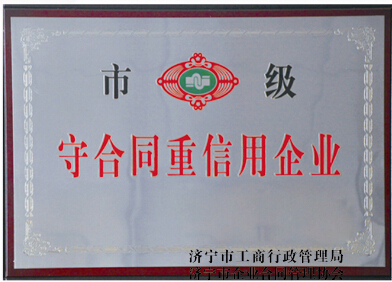 市 级
守合同重信用企业
济宁市工商行政管理局
济宁市企业合同管理协会